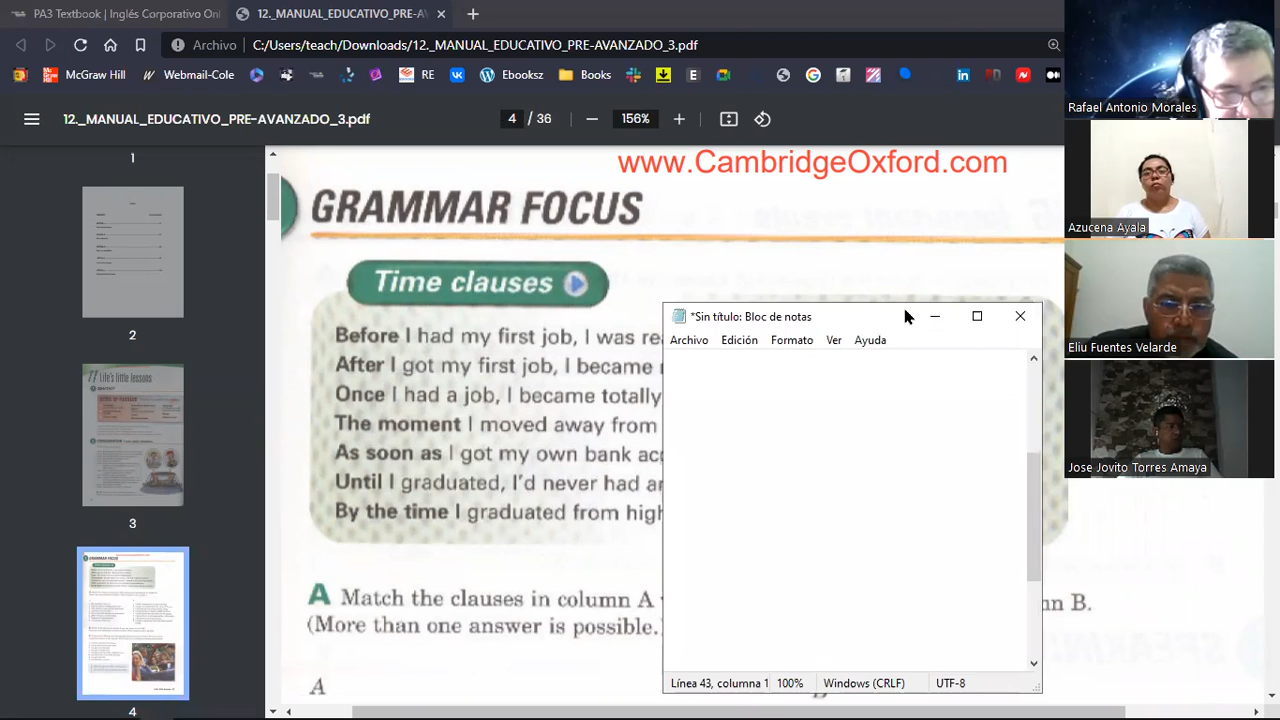 PA3 Textbook | Inglés Corporativo Onl
12._MANUAL_EDUCATIVO_PRE-AV
Archivo
C:/Users/teach/Downloads/12._MANUAL_EDUCATIVO_PRE-AVANZADO_3.pdf
McGraw Hill
Webmail-Cole
RE
Ebooksz
Books
12._MANUAL_EDUCATIVO_PRE-AVANZADO_3.pdf
4 / 36
156%
1
2
3
4
11 Life's little lessons
www.CambridgeOxford.com
GRAMMAR FOCUS
Time clauses
Before I had my first job, I was
After I got my first job, I became
Once I had a job, I became totally
The moment I moved away from
As soon as I got my own bank
Until I graduated, I'd never had
By the time I graduated from
A Match the clauses in column A
n B.
(More than one answer is possible.
A
*Sin título: Bloc de notas
Archivo Edición Formato Ver Ayuda
Línea 43, columna 1 100% Windows (CRLF) UTF-8
Rafael Antonio Morales
Azucena Ayala
Eliu Fuentes Velarde
Jose Jovito Torres Amaya